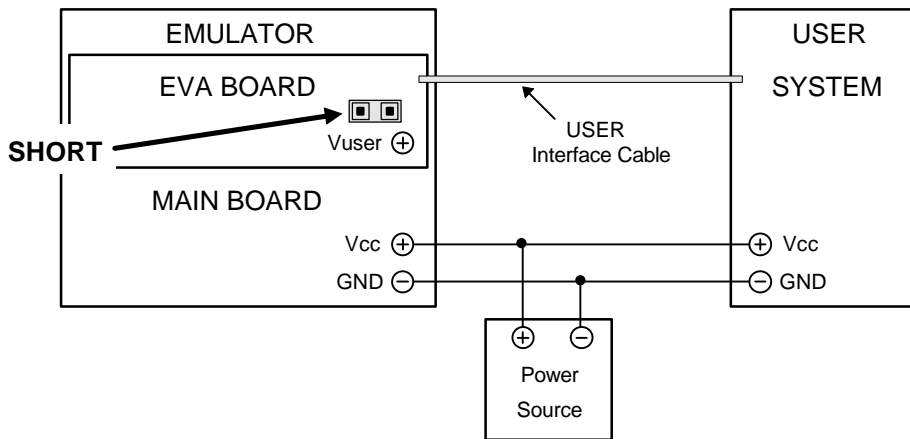 EMULATOR
EVA BOARD
SHORT
Vuser
MAIN BOARD
Vcc
GND
USER
Interface Cable
USER
SYSTEM
Vcc
GND
Power
Source